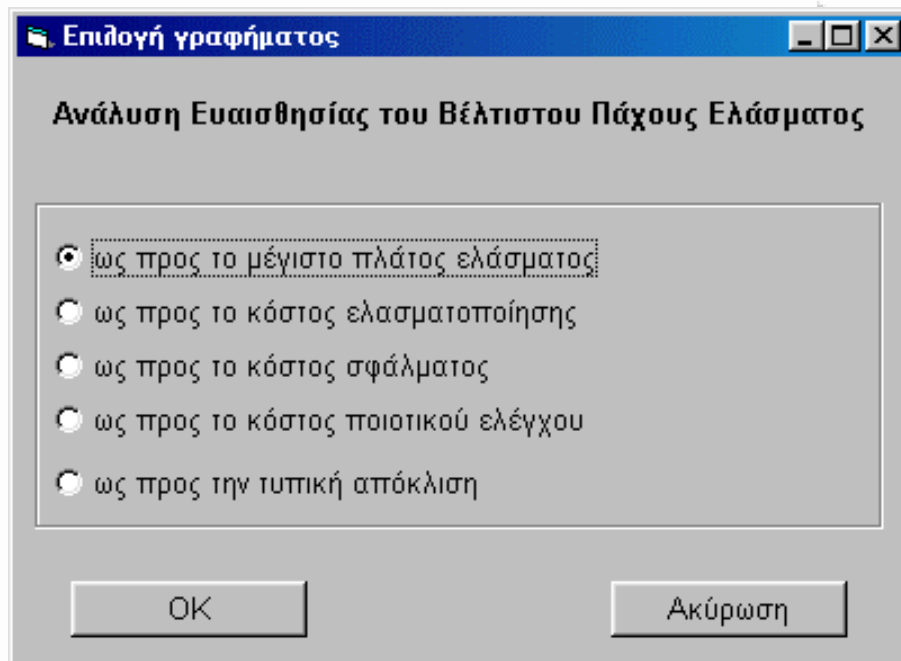 Επιλογή γραφήματος
Ανάλυση Ευαισθησίας του Βέλτιστου Πάχους Ελάσματος
ως προς το μέγιστο πλάτος ελάσματος
ως προς το κόστος ελασματοποίησης
ως προς το κόστος σφάλματος
ως προς το κόστος ποιοτικού ελέγχου
ως προς την τυπική απόκλιση
OK Ακύρωση